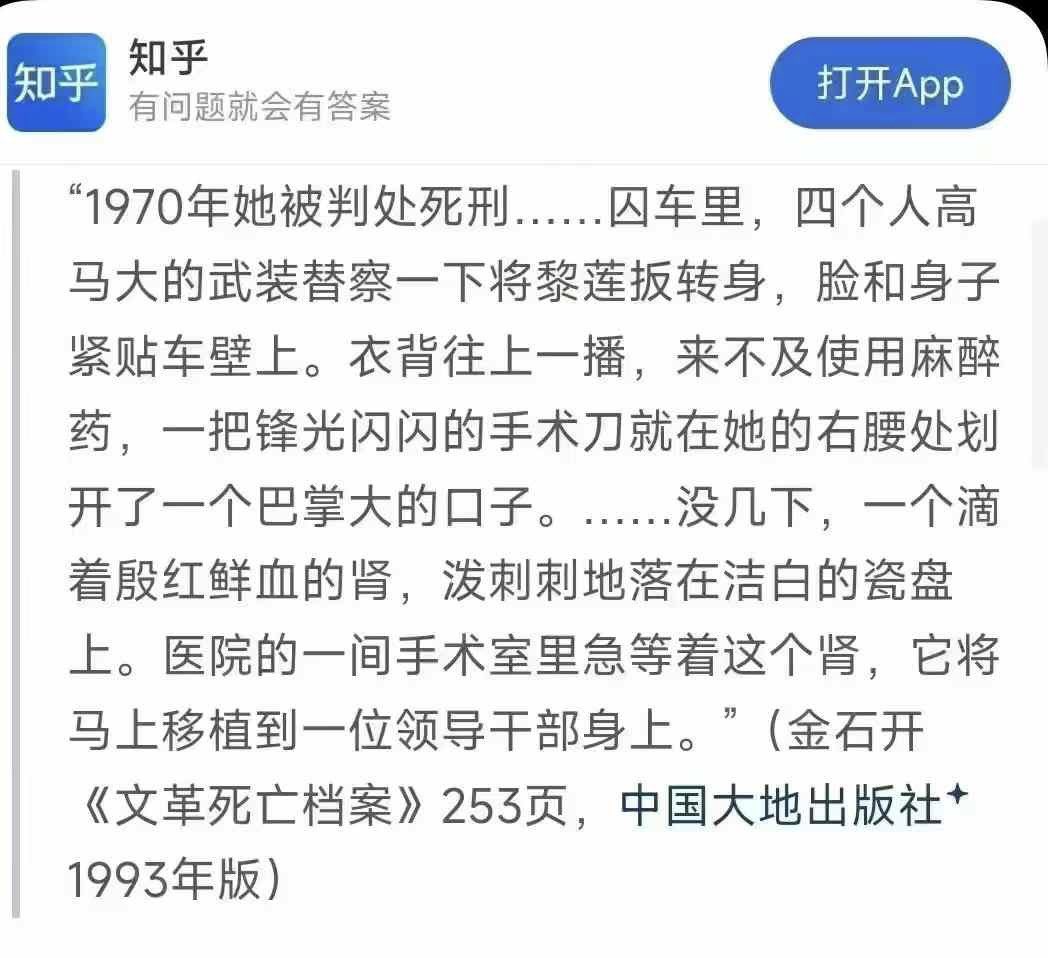 知乎
知乎
有问题就会有答案
打开App
“1970年她被判处死刑……囚车里，四个人高
马大的武装替察一下将黎莲扳转身，脸和身子
紧贴车壁上。衣背往上一播，来不及使用麻醉
药，一把锋光闪闪的手术刀就在她的右腰处划
开了一个巴掌大的口子。……没几下，一个滴
着殷红鲜血的肾，泼刺刺地落在洁白的瓷盘
上。医院的一间手术室里急等着这个肾，它将
马上移植到一位领导干部身上。”（金石开
《文革死亡档案》253页，中国大地出版社
1993年版）